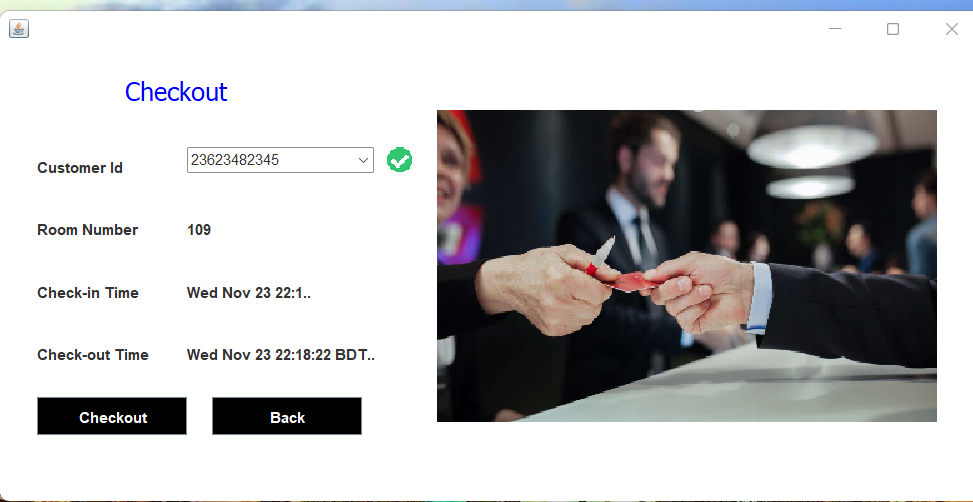 Checkout
Customer Id 23623482345
Room Number 109
Check-in Time Wed Nov 23 22:1..
Check-out Time Wed Nov 23 22:18:22 BDT..
Checkout Back